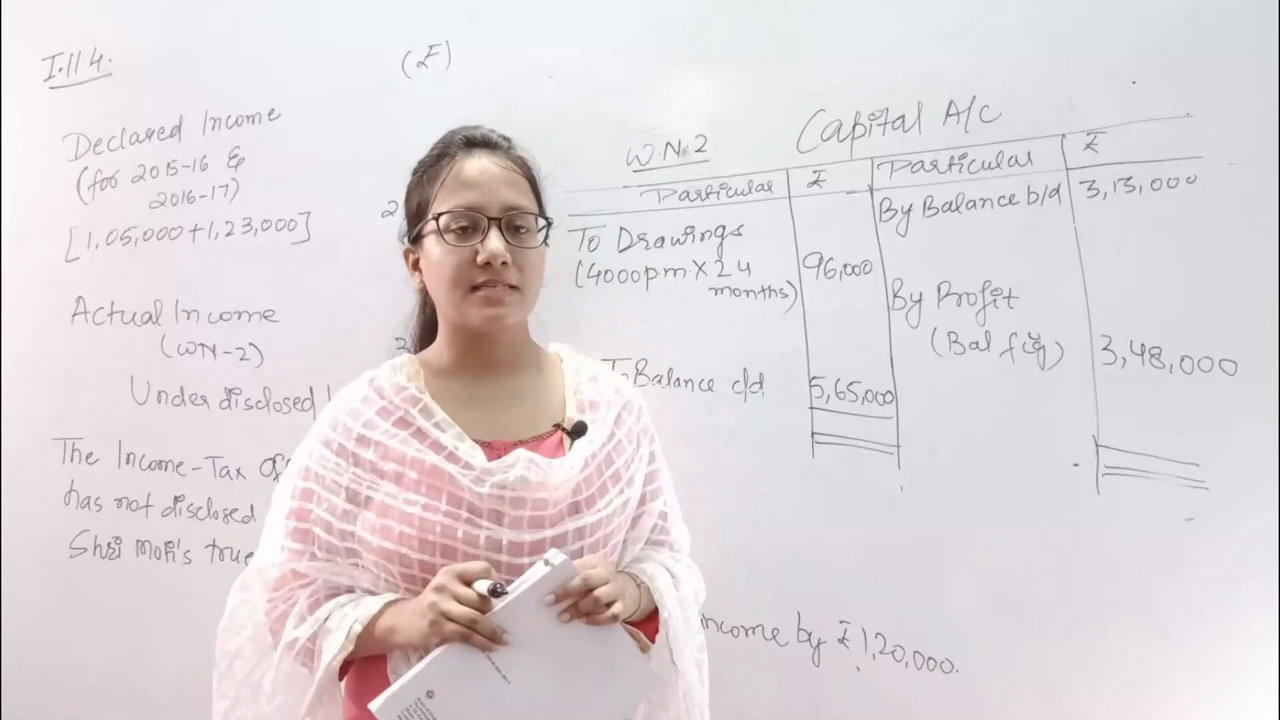 I.11.4.
(₹)
Declared Income
(for 2015-16 &
2016-17)
[1,05,000+1,23,000]
2
Actual Income
(WN-2)
3
Under disclosed
The Income-Tax
has not disclosed
Shri Moti's true
income by ₹ 1,20,000.
W.N.2
Capital A/c
Particular ₹ Particular ₹
By Balance b/d 3,13,000
To Drawings
(4000p.m. X 24 96,000
months)
By Profit
(Bal fig) 3,48,000
To Balance c/d 5,65,000